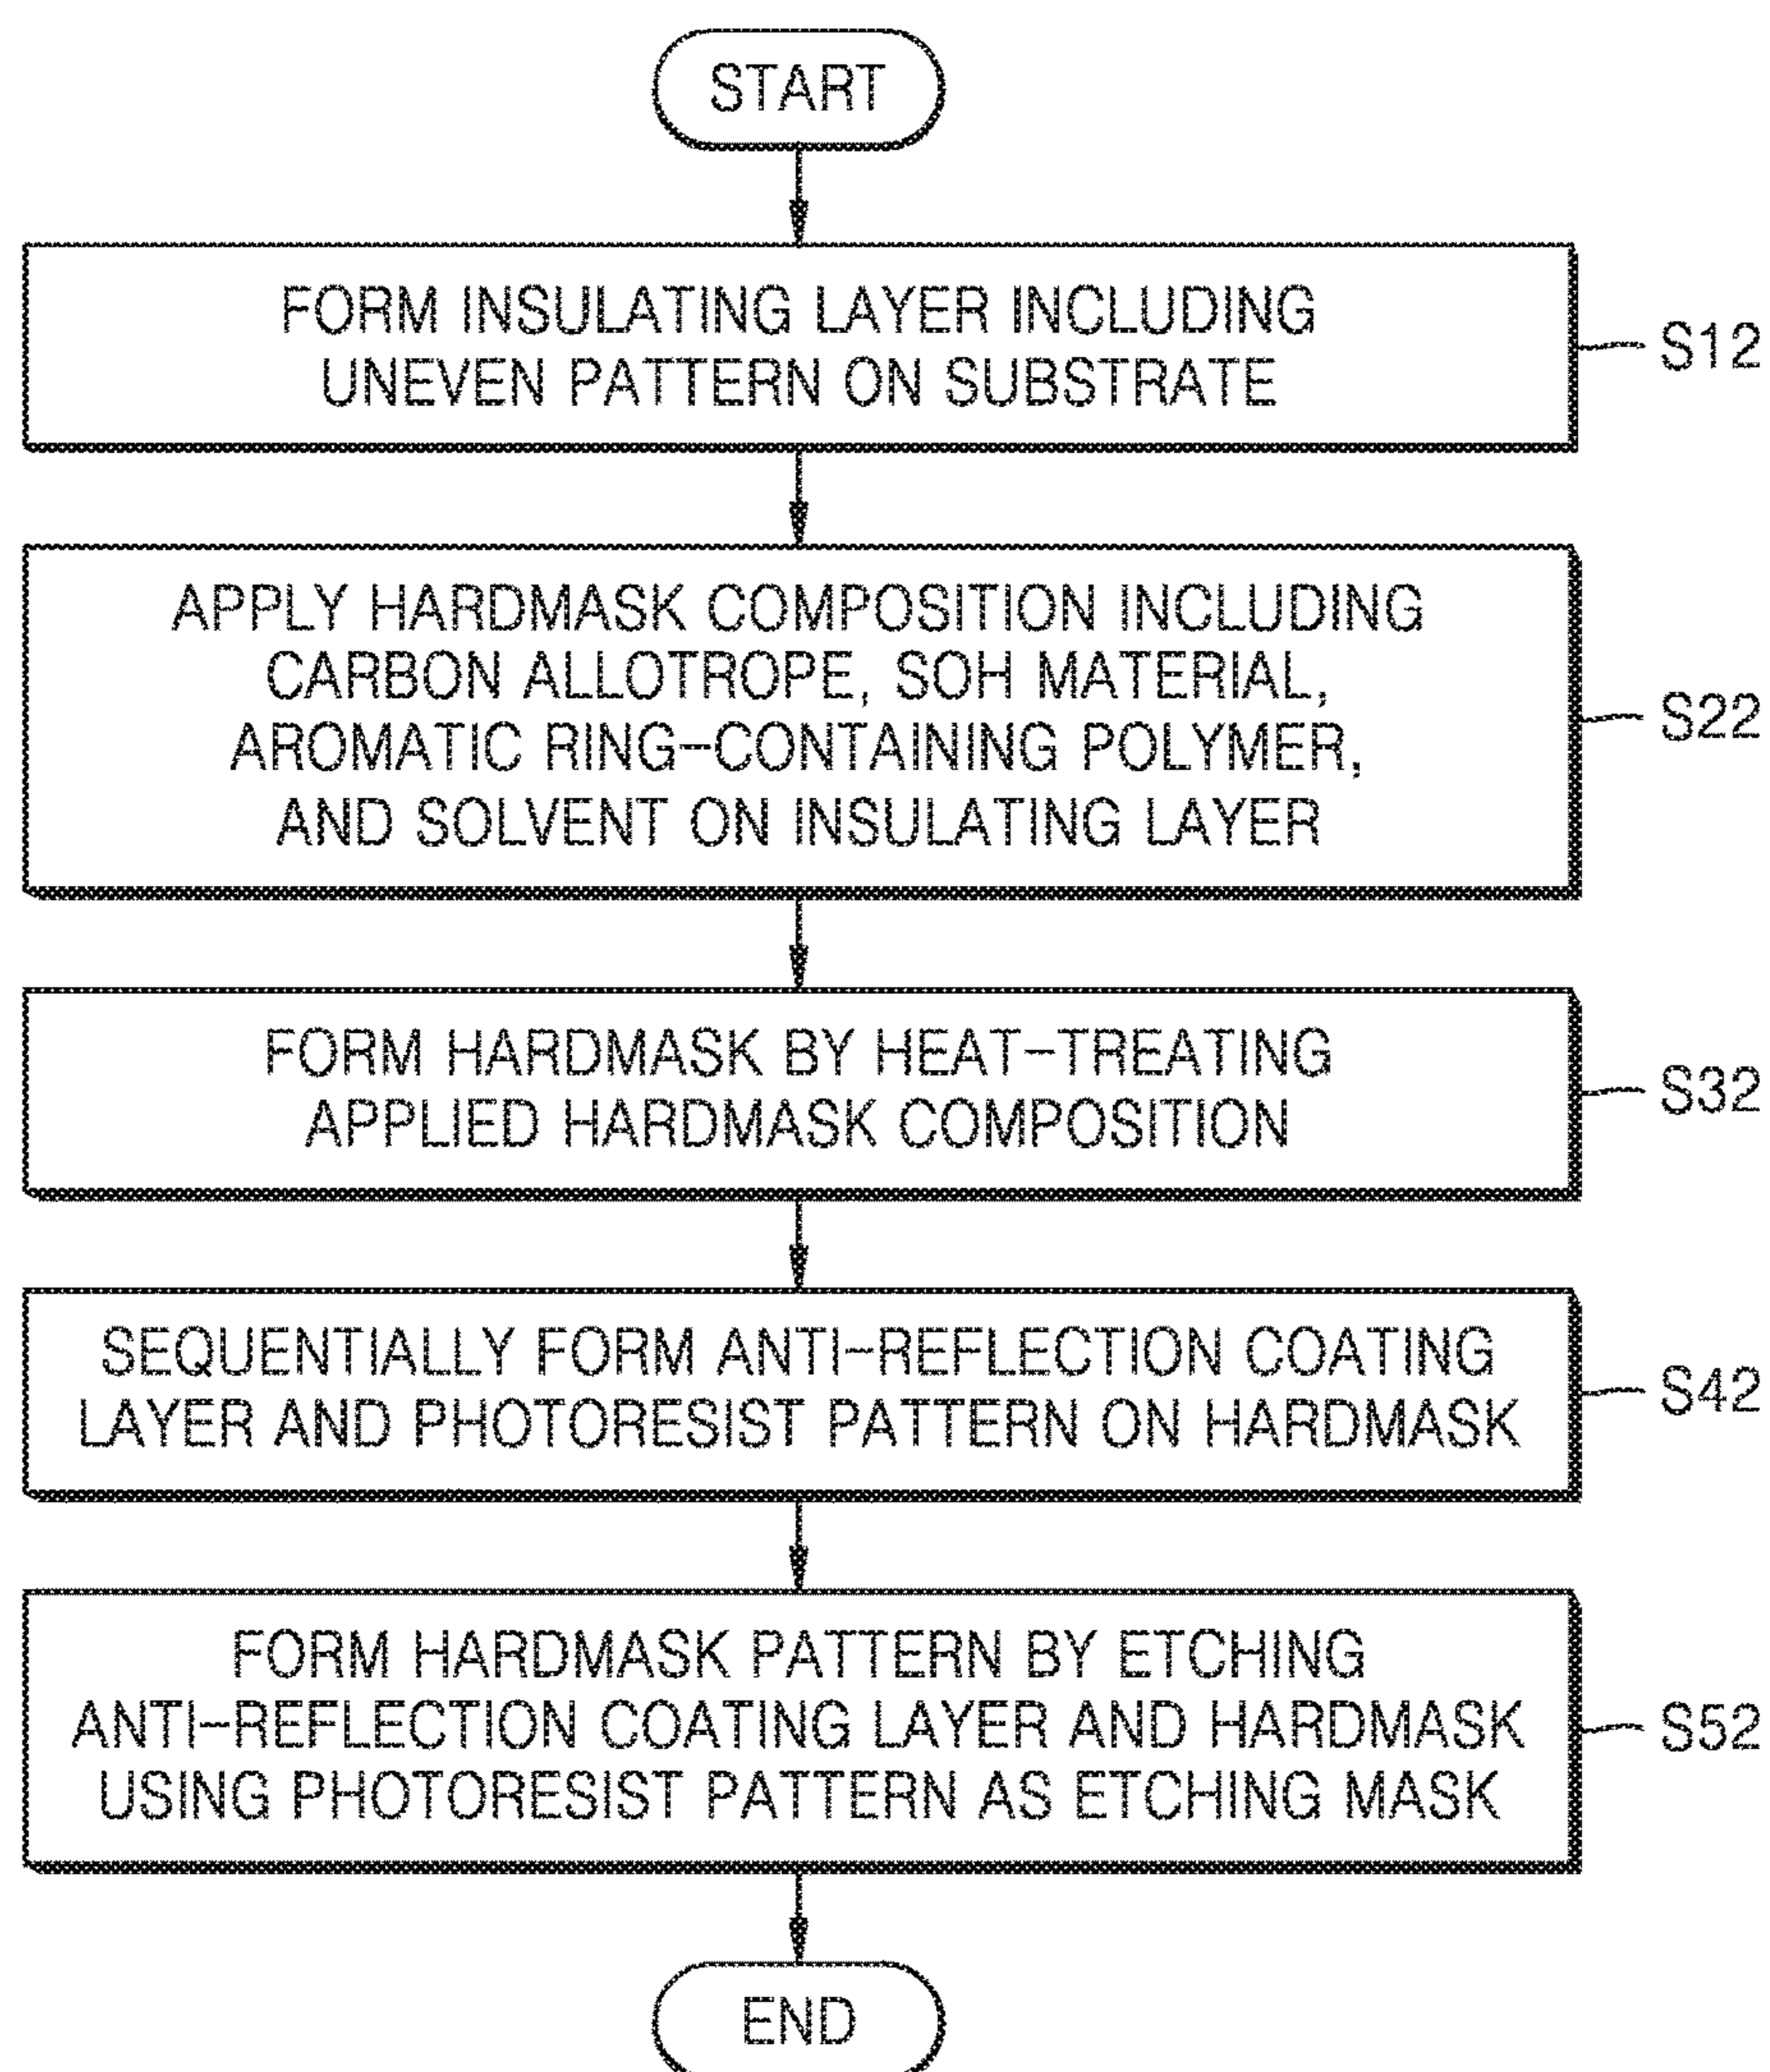 START
FORM INSULATING LAYER INCLUDING
UNEVEN PATTERN ON SUBSTRATE
S12
APPLY HARDMASK COMPOSITION INCLUDING
CARBON ALLOTROPE, SOH MATERIAL,
AROMATIC RING-CONTAINING POLYMER,
AND SOLVENT ON INSULATING LAYER
S22
FORM HARDMASK BY HEAT-TREATING
APPLIED HARDMASK COMPOSITION
S32
SEQUENTIALLY FORM ANTI-REFLECTION COATING
LAYER AND PHOTORESIST PATTERN ON HARDMASK
S42
FORM HARDMASK PATTERN BY ETCHING
ANTI-REFLECTION COATING LAYER AND HARDMASK
USING PHOTORESIST PATTERN AS ETCHING MASK
S52
END